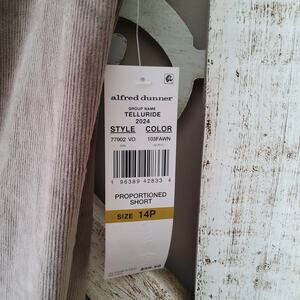 alfred dunner
GROUP NAME
TELLURIDE
2024
STYLE COLOR
77902 VO 103FAWN
1 96389 42833 4
PROPORTIONED
SHORT
SIZE 14P